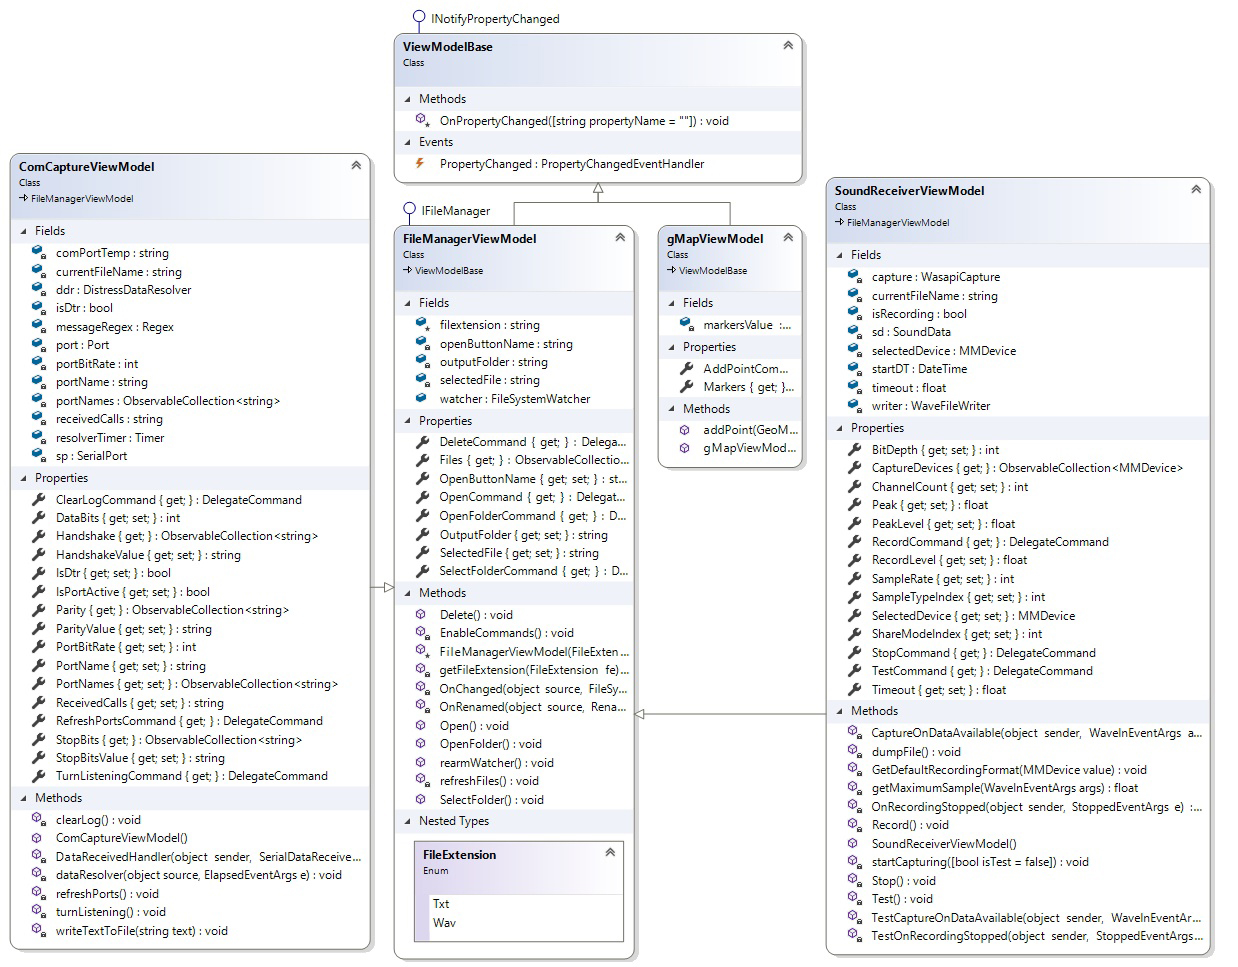 INotifyPropertyChanged
ViewModelBase
Class
Methods
OnPropertyChanged([string propertyName = ""]) : void
Events
PropertyChanged : PropertyChangedEventHandler
ComCaptureViewModel
Class
FileManagerViewModel
Fields
comPortTemp : string
currentFileName : string
ddr : DistressDataResolver
isDtr : bool
messageRegex : Regex
port : Port
portBitRate : int
portName : string
portNames : ObservableCollection<string>
receivedCalls : string
resolverTimer : Timer
sp : SerialPort
Properties
ClearLogCommand { get; } : DelegateCommand
DataBits { get; set; } : int
Handshake { get; } : ObservableCollection<string>
HandshakeValue { get; set; } : string
IsDtr { get; set; } : bool
IsPortActive { get; set; } : bool
Parity { get; } : ObservableCollection<string>
ParityValue { get; set; } : string
PortBitRate { get; set; } : int
PortName { get; set; } : string
PortNames { get; set; } : ObservableCollection<string>
ReceivedCalls { get; set; } : string
RefreshPortsCommand { get; } : DelegateCommand
StopBits { get; } : ObservableCollection<string>
StopBitsValue { get; set; } : string
TurnListeningCommand { get; } : DelegateCommand
Methods
clearLog() : void
ComCaptureViewModel()
DataReceivedHandler(object sender, SerialDataReceive...
dataResolver(object source, ElapsedEventArgs e) : void
refreshPorts() : void
turnListening() : void
writeTextToFile(string text) : void
IFileManager
FileManagerViewModel
Class
ViewModelBase
Fields
filextension : string
openButtonName : string
outputFolder : string
selectedFile : string
watcher : FileSystemWatcher
Properties
DeleteCommand { get; } : Delega...
Files { get; } : ObservableCollectio...
OpenButtonName { get; set; } : st...
OpenCommand { get; } : Delegat...
OpenFolderCommand { get; } : D...
OutputFolder { get; set; } : string
SelectedFile { get; set; } : string
SelectFolderCommand { get; } : D...
Methods
Delete() : void
EnableCommands() : void
FileManagerViewModel(FileExten...
getFileExtension(FileExtension fe)...
OnChanged(object source, FileSy...
OnRenamed(object source, Rena...
Open() : void
OpenFolder() : void
rearmWatcher() : void
refreshFiles() : void
SelectFolder() : void
Nested Types
FileExtension
Enum
Txt
Wav
gMapViewModel
Class
ViewModelBase
Fields
markersValue :...
Properties
AddPointCom...
Markers { get; }...
Methods
addPoint(GeoM...
gMapViewMod...
SoundReceiverViewModel
Class
FileManagerViewModel
Fields
capture : WasapiCapture
currentFileName : string
isRecording : bool
sd : SoundData
selectedDevice : MMDevice
startDT : DateTime
timeout : float
writer : WaveFileWriter
Properties
BitDepth { get; set; } : int
CaptureDevices { get; } : ObservableCollection<MMDevice>
ChannelCount { get; set; } : int
Peak { get; set; } : float
PeakLevel { get; set; } : float
RecordCommand { get; } : DelegateCommand
RecordLevel { get; set; } : float
SampleRate { get; set; } : int
SampleTypeIndex { get; set; } : int
SelectedDevice { get; set; } : MMDevice
ShareModeIndex { get; set; } : int
StopCommand { get; } : DelegateCommand
TestCommand { get; } : DelegateCommand
Timeout { get; set; } : float
Methods
CaptureOnDataAvailable(object sender, WaveInEventArgs a...
dumpFile() : void
GetDefaultRecordingFormat(MMDevice value) : void
getMaximumSample(WaveInEventArgs args) : float
OnRecordingStopped(object sender, StoppedEventArgs e) :...
Record() : void
SoundReceiverViewModel()
startCapturing([bool isTest = false]) : void
Stop() : void
Test() : void
TestCaptureOnDataAvailable(object sender, WaveInEventAr...
TestOnRecordingStopped(object sender, StoppedEventArgs...